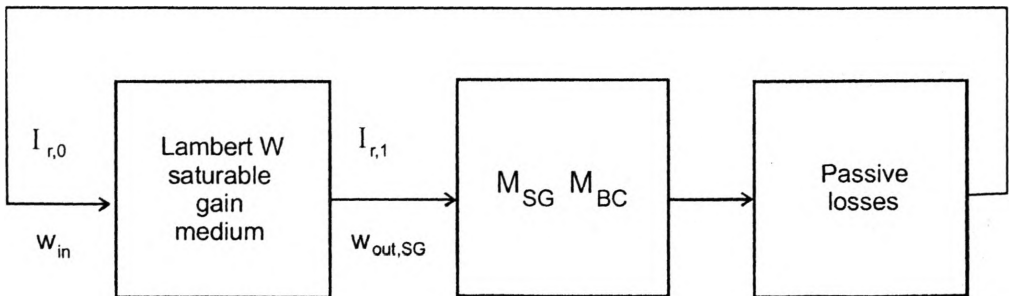 I r,0
w in
Lambert W
saturable
gain
medium
I r,1
w out,SG
M SG M BC
Passive
losses